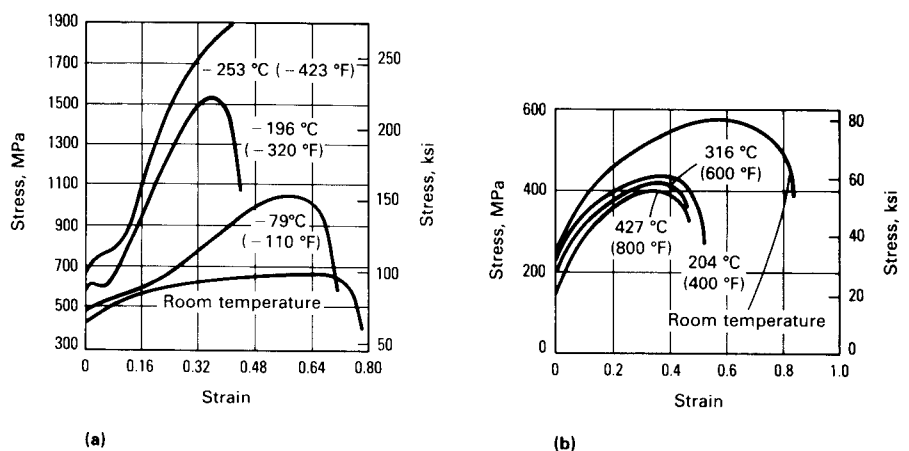 1900
1700
1500
1300
1100
900
700
500
300
Stress, MPa
250
200
150
100
50
Stress, ksi
− 253 °C (− 423 °F)
− 196 °C
(− 320 °F)
− 79°C
(− 110 °F)
Room temperature
0
0.16
0.32
0.48
0.64
0.80
Strain
(a)
600
400
200
0
Stress, MPa
80
60
40
20
0
Stress, ksi
316 °C
(600 °F)
427 °C
(800 °F)
204 °C
(400 °F)
Room temperature
0
0.2
0.4
0.6
0.8
1.0
Strain
(b)